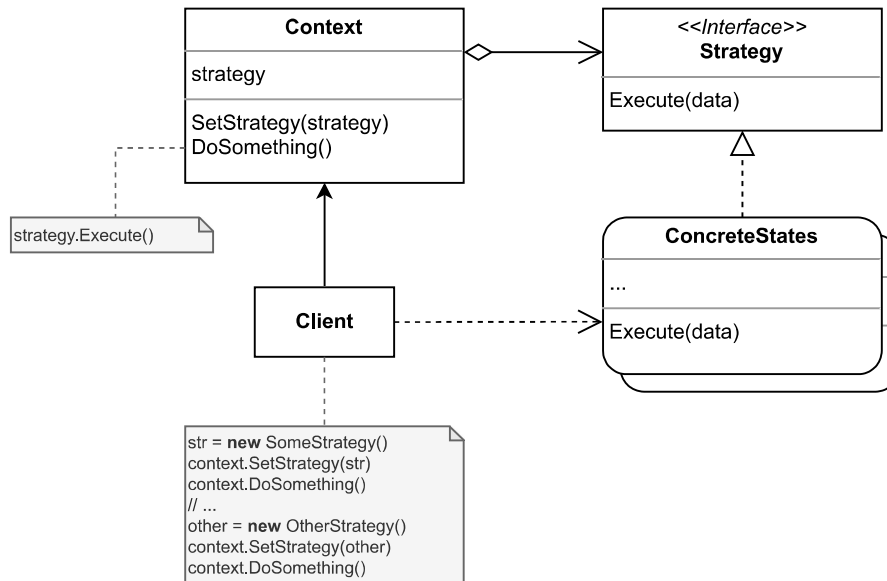 Context
strategy
SetStrategy(strategy)
DoSomething()
<<Interface>>
Strategy
Execute(data)
strategy.Execute()
ConcreteStates
...
Execute(data)
Client
str = new SomeStrategy()
context.SetStrategy(str)
context.DoSomething()
// ...
other = new OtherStrategy()
context.SetStrategy(other)
context.DoSomething()